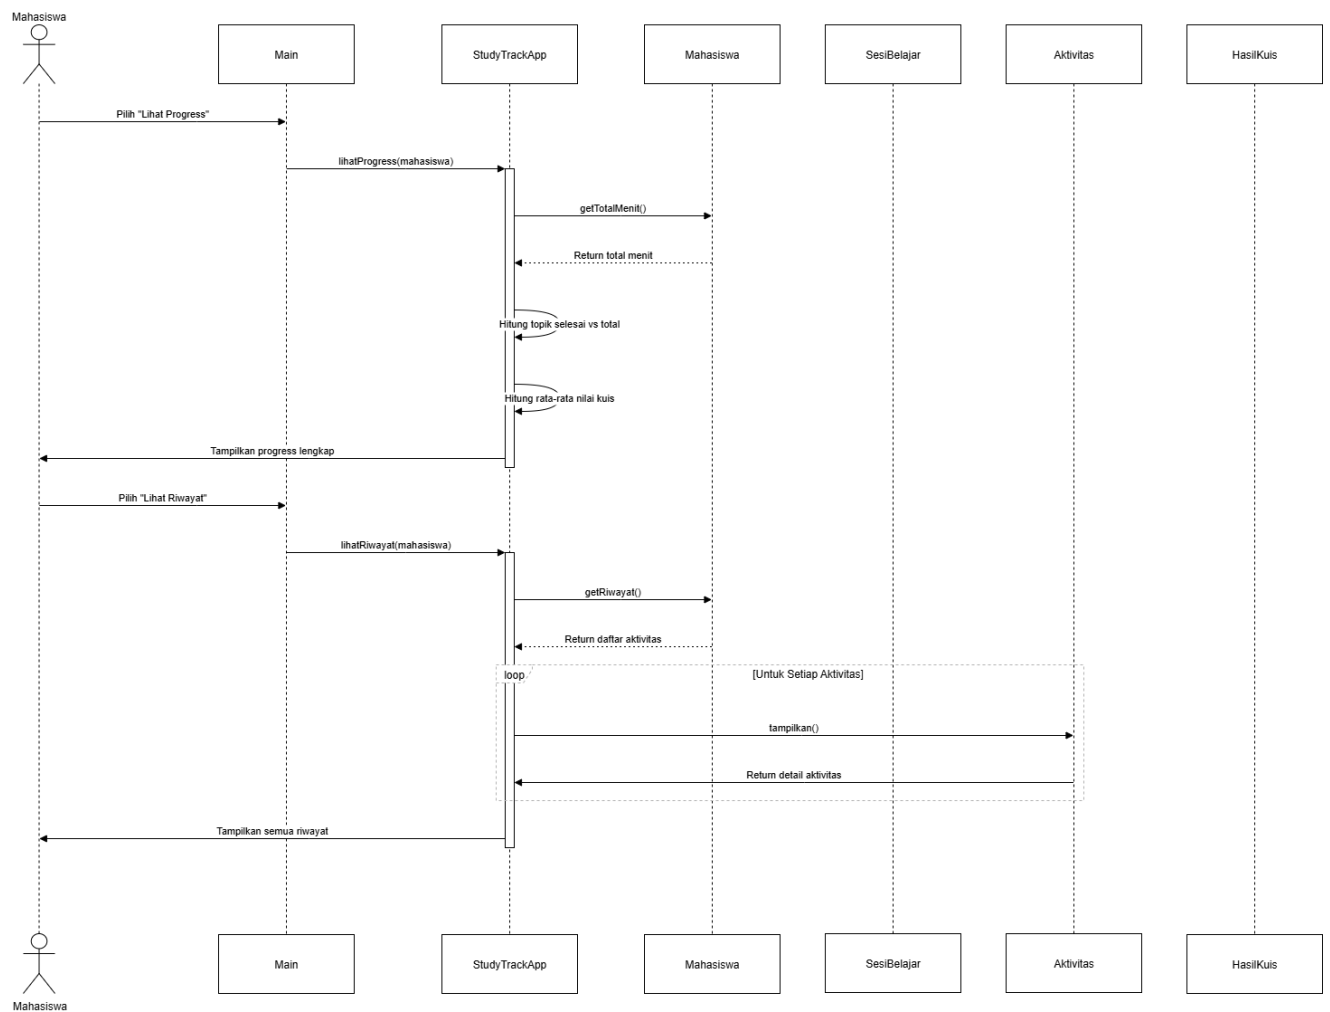 Mahasiswa
Main
StudyTrackApp
Mahasiswa
SesiBelajar
Aktivitas
HasilKuis
Pilih "Lihat Progress"
lihatProgress(mahasiswa)
getTotalMenit()
Return total menit
Hitung topik selesai vs total
Hitung rata-rata nilai kuis
Tampilkan progress lengkap
Pilih "Lihat Riwayat"
lihatRiwayat(mahasiswa)
getRiwayat()
Return daftar aktivitas
loop
[Untuk Setiap Aktivitas]
tampilkan()
Return detail aktivitas
Tampilkan semua riwayat
Main
StudyTrackApp
Mahasiswa
SesiBelajar
Aktivitas
HasilKuis
Mahasiswa